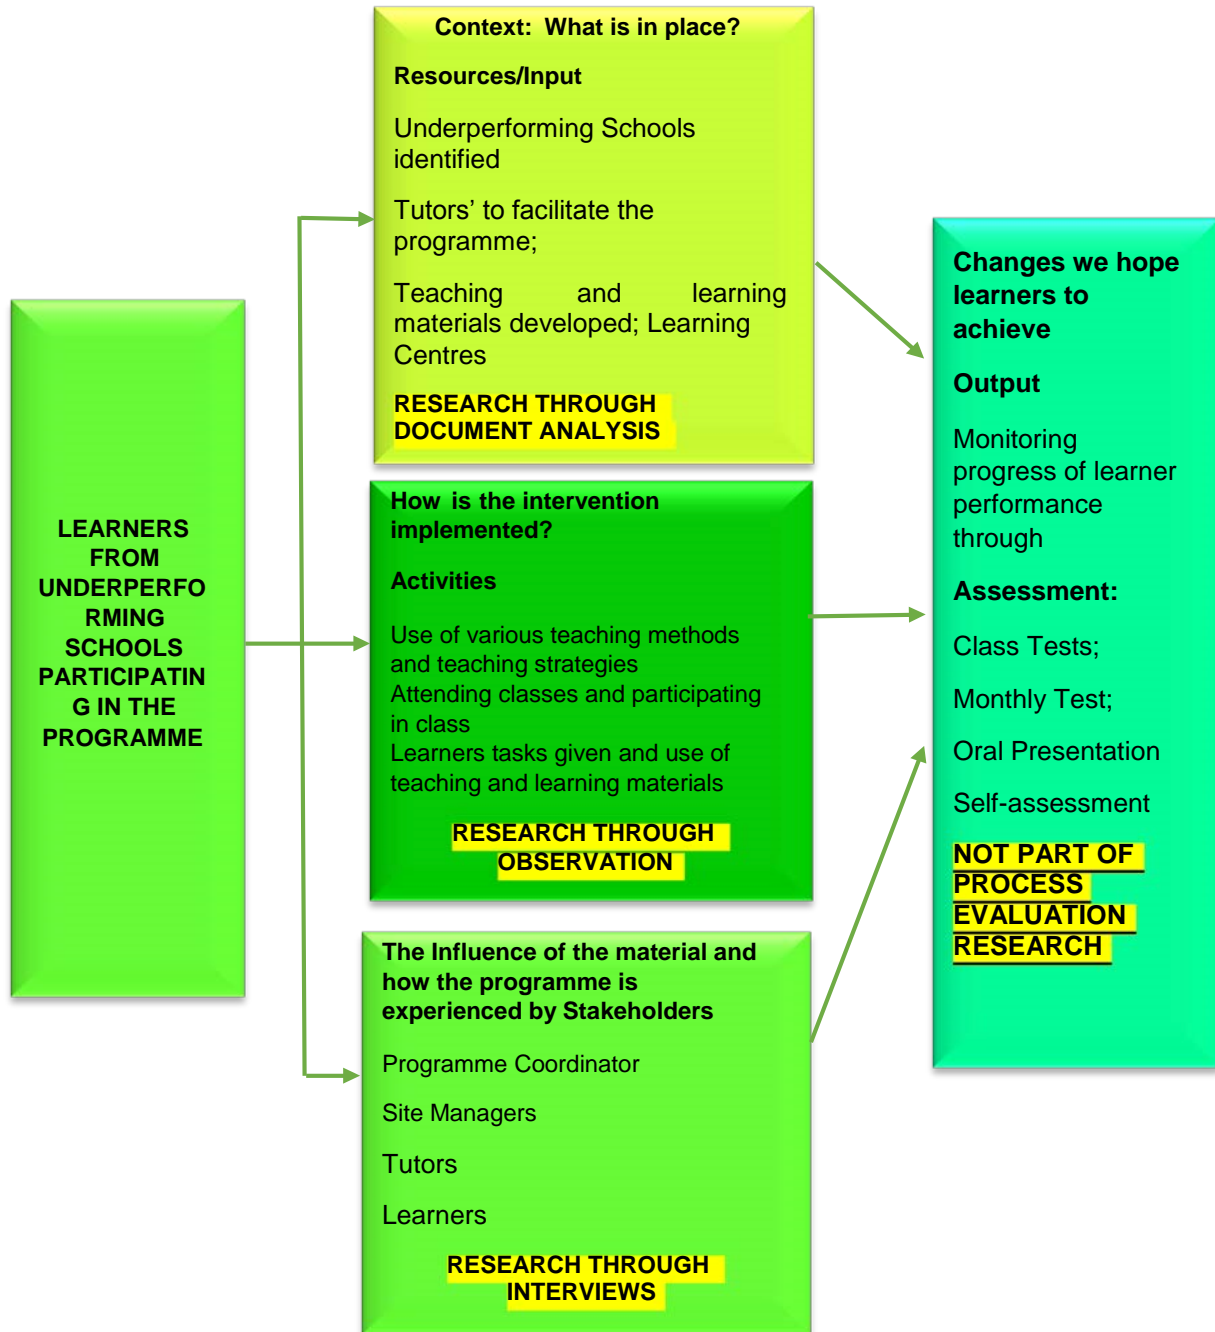 LEARNERS
FROM
UNDERPERFO
RMING
SCHOOLS
PARTICIPATIN
G IN THE
PROGRAMME
Context: What is in place?
Resources/Input
Underperforming Schools
identified
Tutors’ to facilitate the
programme;
Teaching and learning
materials developed; Learning
Centres
RESEARCH THROUGH
DOCUMENT ANALYSIS
How is the intervention
implemented?
Activities
Use of various teaching methods
and teaching strategies
Attending classes and participating
in class
Learners tasks given and use of
teaching and learning materials
RESEARCH THROUGH
OBSERVATION
The Influence of the material and
how the programme is
experienced by Stakeholders
Programme Coordinator
Site Managers
Tutors
Learners
RESEARCH THROUGH
INTERVIEWS
Changes we hope
learners to
achieve
Output
Monitoring
progress of learner
performance
through
Assessment:
Class Tests;
Monthly Test;
Oral Presentation
Self-assessment
NOT PART OF
PROCESS
EVALUATION
RESEARCH